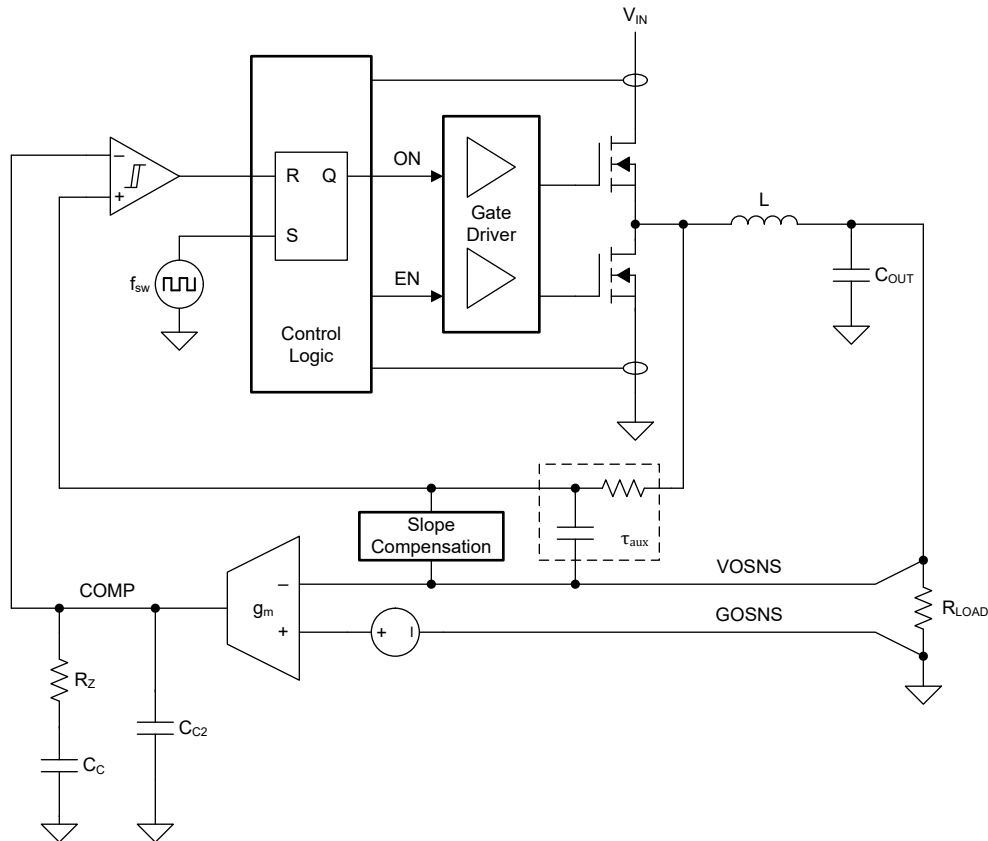 VIN
R Q
S
ON
EN
Gate
Driver
fsw
Control
Logic
L
COUT
−
+
Slope
Compensation
τaux
VOSNS
GOSNS
COMP
gm
−
+
+ −
RLOAD
RZ
CC
CC2